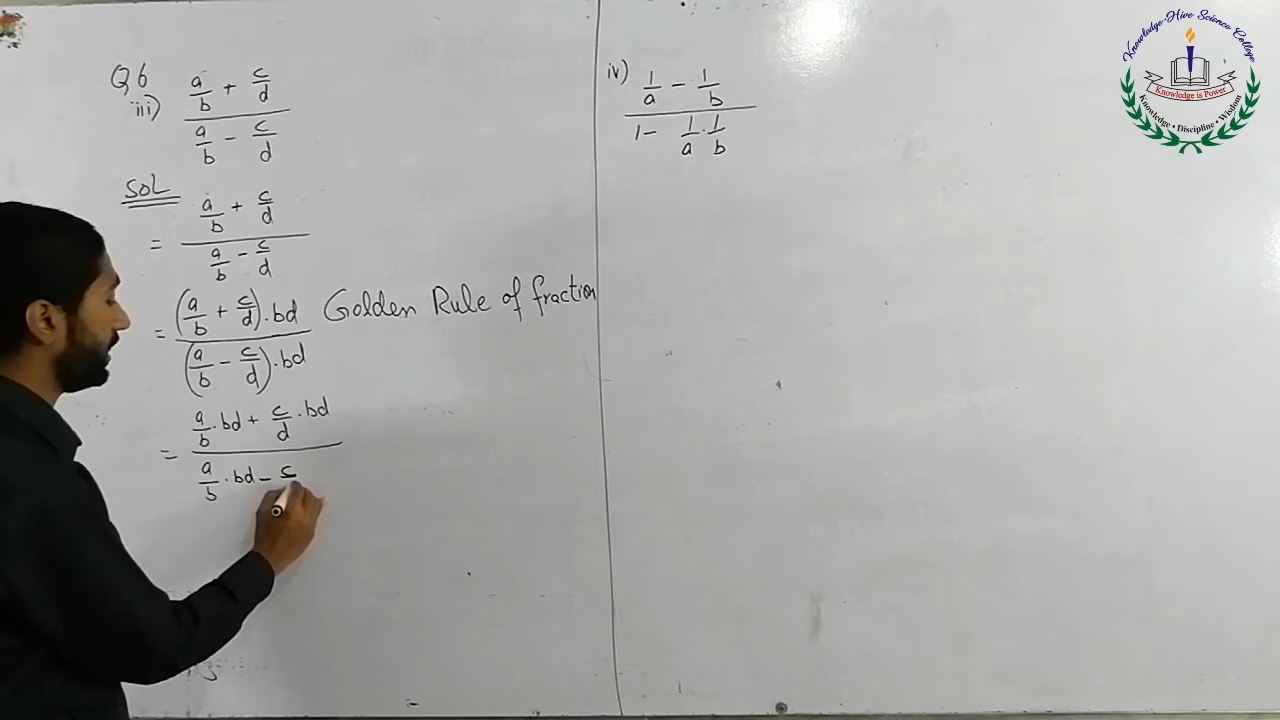 Q6
iii) a/b + c/d
a/b - c/d
SOL
= a/b + c/d
a/b - c/d
= (a/b + c/d).bd Golden Rule of fraction
(a/b - c/d).bd
= a/b.bd + c/d.bd
a/b.bd - c
iv) 1/a - 1/b
1 - 1/a.1/b
Knowledge-Hive Science College
Knowledge is Power
Knowledge • Discipline • Wisdom